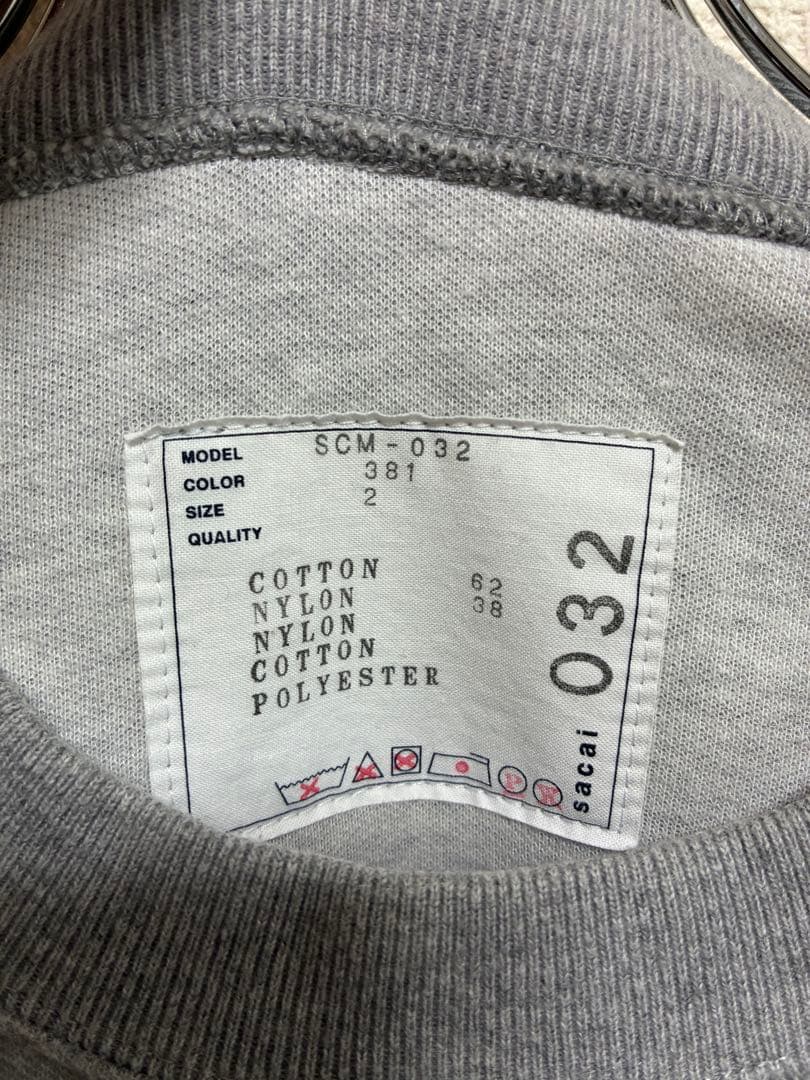 MODEL SCM-032
COLOR 381
SIZE 2
QUALITY
COTTON 62
NYLON 38
NYLON
COTTON
POLYESTER
P W
sacai 032